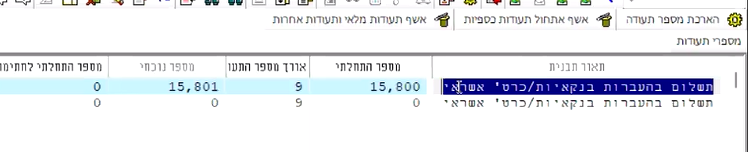 הארכת מספר תעודה אשף אתחול תעודות כספיות אשף תעודות מלאי ותעודות אחרות
מספרי תעודות
תאור תבנית מספר התחלתי אורך מספר התעו מספר נוכחי מספר התחלתי לחתימו
תשלום בהעברות בנקאיות/כרט' אשראי 15,800 9 15,801 0
תשלום בהעברות בנקאיות/כרט' אשראי 0 9 0 0